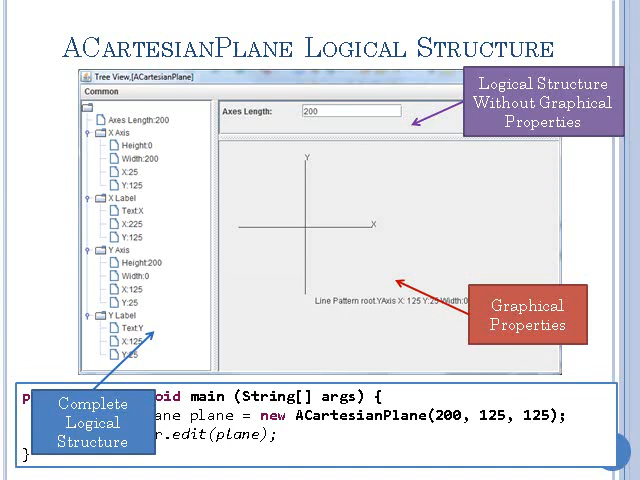 ACartesianPlane Logical Structure
Tree View,[ACartesianPlane]
Common
Axes Length:200
X Axis
Height:0
Width:200
X:25
Y:125
X Label
Text:X
X:225
Y:125
Y Axis
Height:200
Width:0
X:125
Y:25
Y Label
Text:Y
X:125
Y:25
Axes Length:
200
Y
X
Line Pattern root.YAxis X: 125 Y:25 Width:0
Logical Structure
Without Graphical
Properties
Graphical
Properties
Complete
Logical
Structure
main (String[] args) {
plane = new ACartesianPlane(200, 125, 125);
.edit(plane);
}